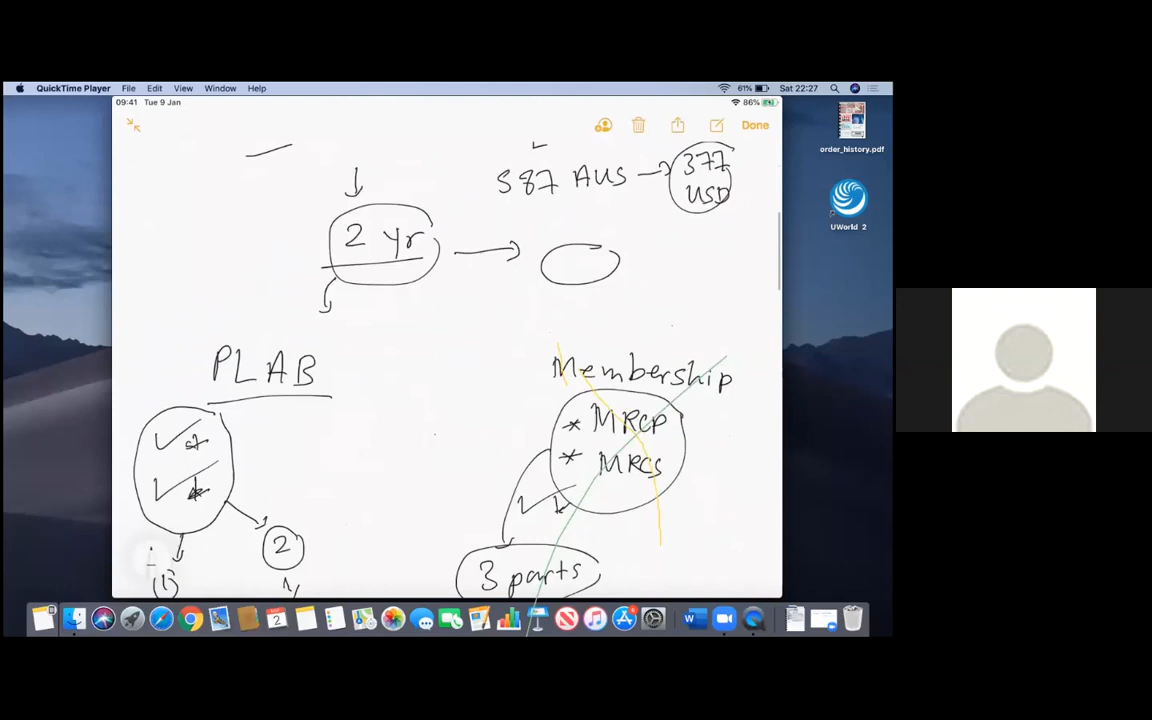 QuickTime Player File Edit View Window Help
61% Sat 22:27
09:41 Tue 9 Jan
86%
Done
order_history.pdf
UWorld 2
587 AUS → 377
USD
2 yr
PLAB
Membership
* MRCP
* MRCS
2
3 parts
(1)